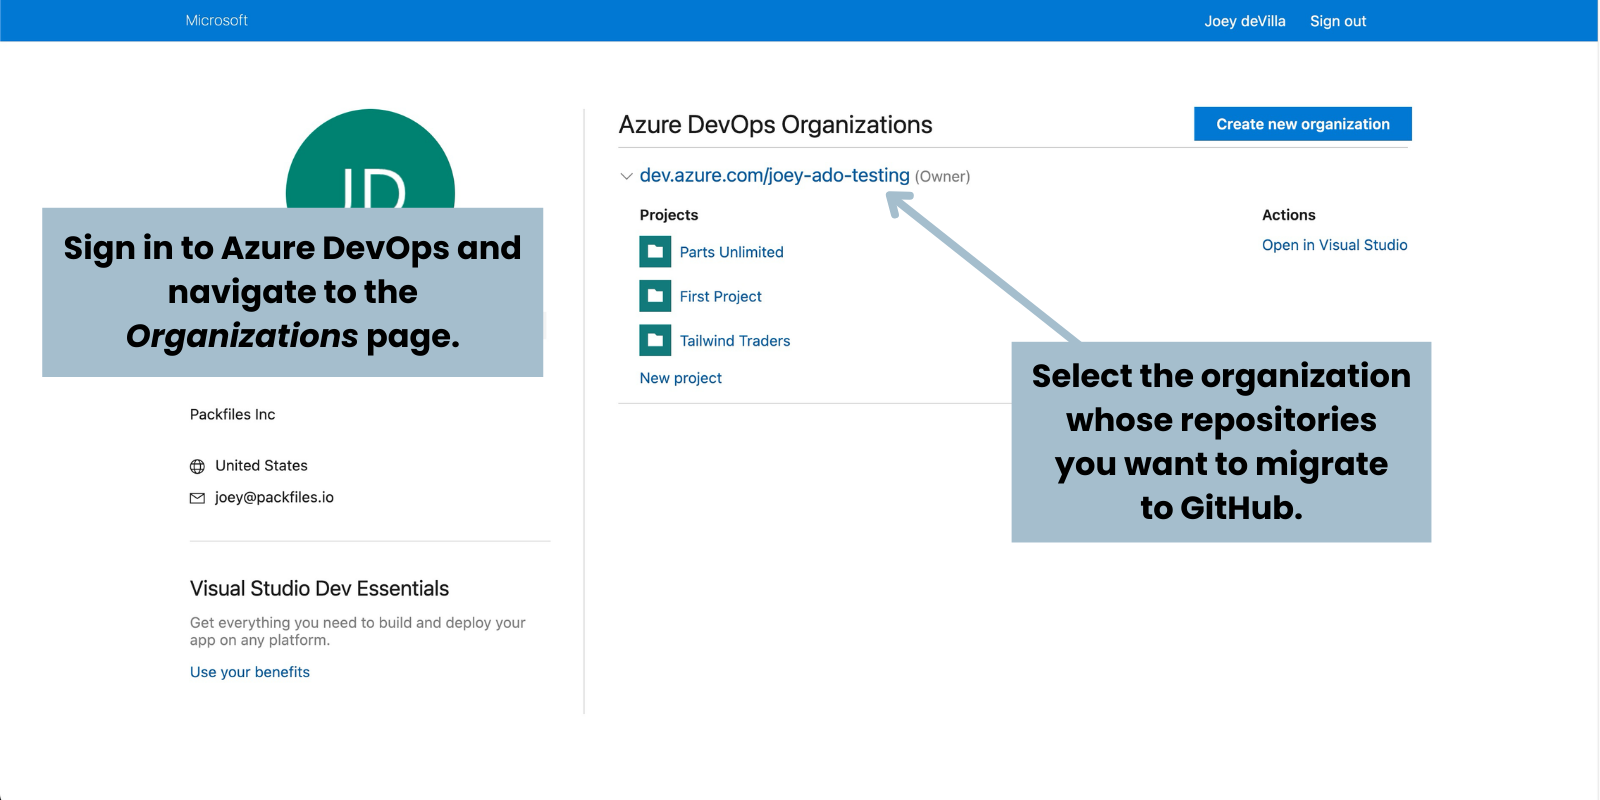 Microsoft
Joey deVilla
Sign out
JD
Sign in to Azure DevOps and
navigate to the
Organizations page.
Packfiles Inc
United States
joey@packfiles.io
Visual Studio Dev Essentials
Get everything you need to build and deploy your
app on any platform.
Use your benefits
Azure DevOps Organizations
Create new organization
dev.azure.com/joey-ado-testing (Owner)
Projects
Parts Unlimited
First Project
Tailwind Traders
New project
Actions
Open in Visual Studio
Select the organization
whose repositories
you want to migrate
to GitHub.